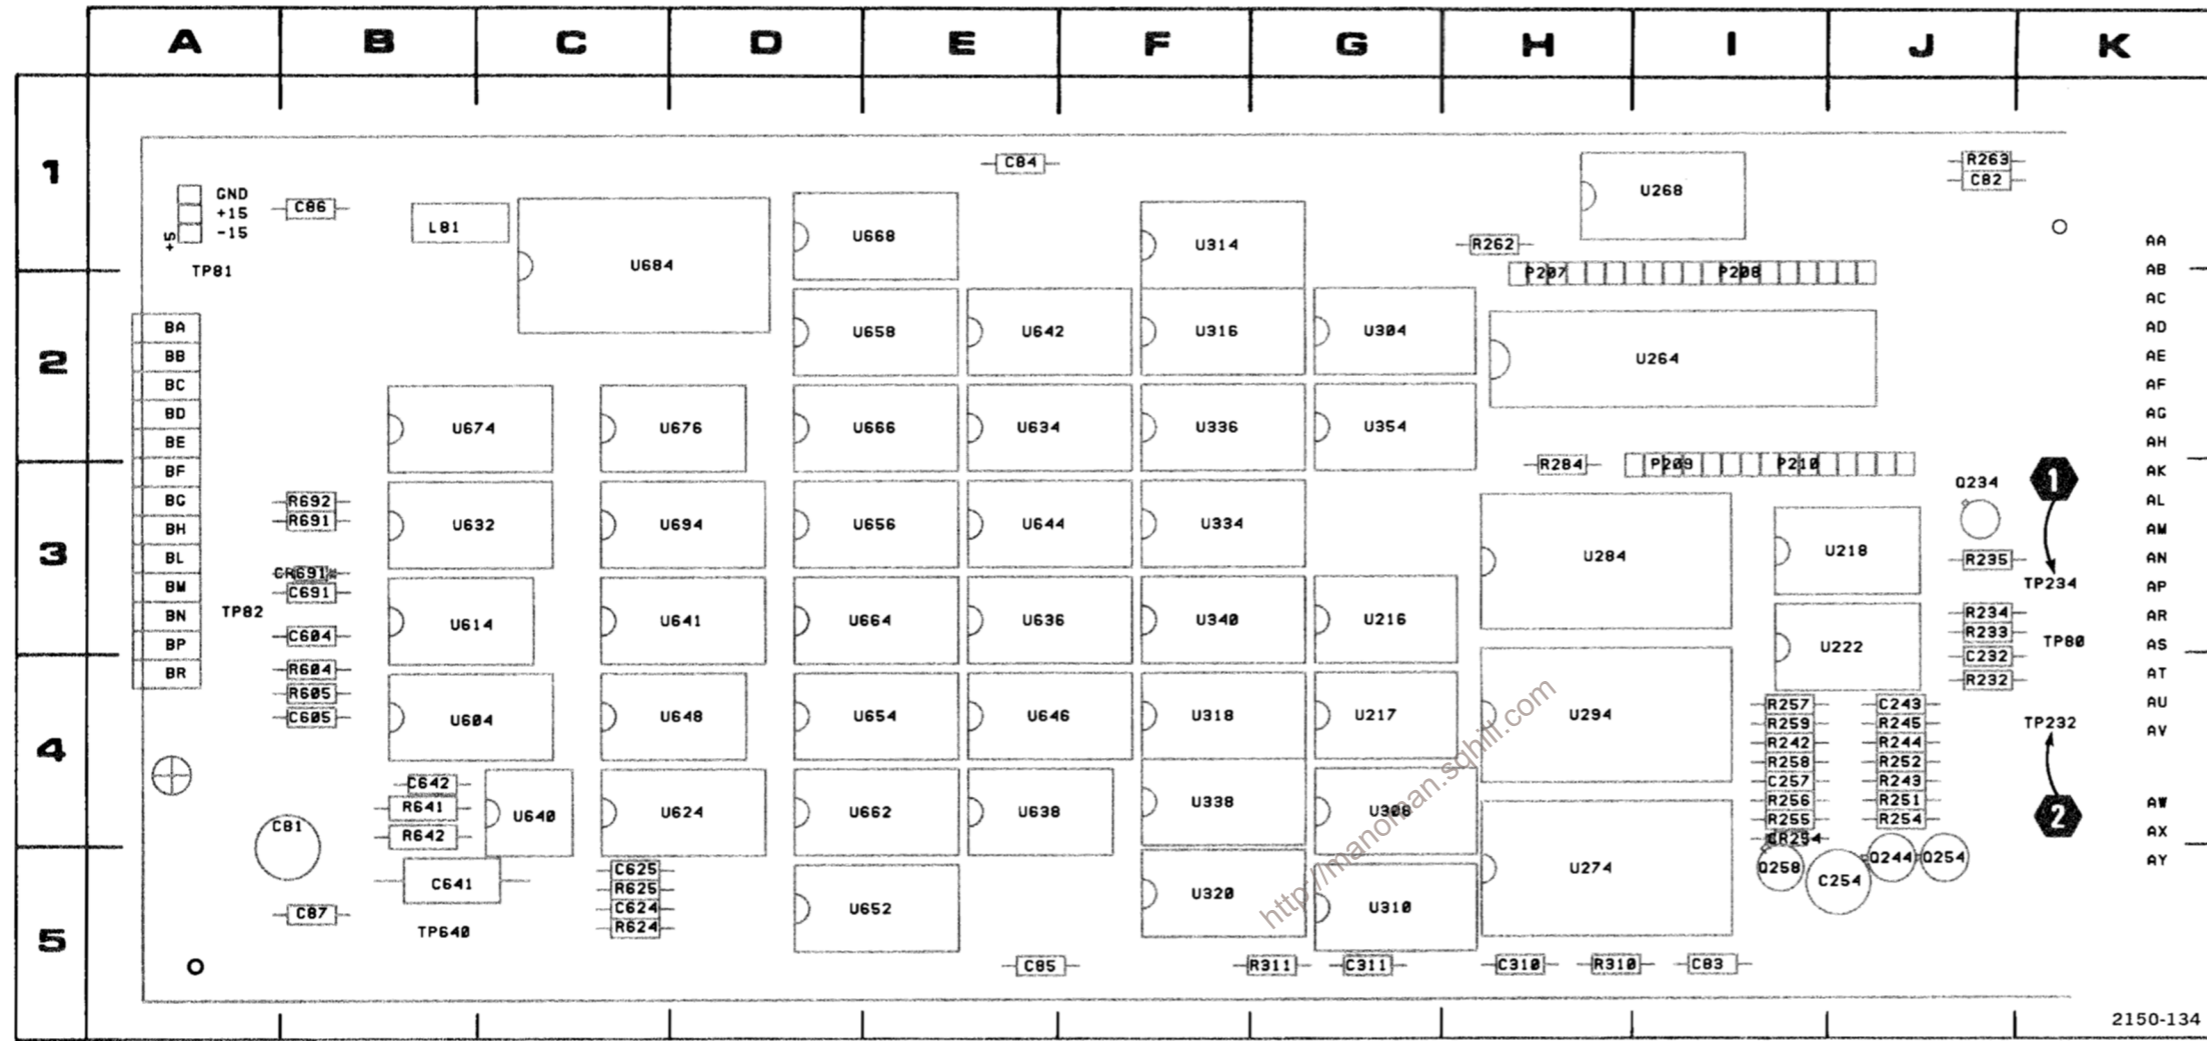 A B C D E F G H I J K
1
C84
R263
GND
C82
+15
C86
U268
-15
L81
+5
U668
AA
U314
R262
U684
TP81
P207 P208
AB
AC
BA
U658 U642 U316 U304
AD
BB
2
U264
AE
BC
AF
BD
AG
U674 U676 U666 U634 U336 U354
BE
AH
BF
R284 P209 P210
AK
Q234
1
BG
R692
AL
R691
U632 U694 U656 U644 U334
BH
AM
3
U284
U218
BL
R235
AN
CR691
TP234
BM
C691
AP
TP82
BN
R234
AR
U614 U641 U664 U636 U340 U216
C604
R233
TP80
BP
U222
AS
C232
R604
BR
R232
AT
R605
R257 C243
AU
C605
U604 U648 U654 U646 U318 U217 U294
R259 R245
TP232
AV
4
R242 R244
R258 R252
C642
C257 R243
R641
U338
R256 R251
AW
U640 U624 U662 U638
U308
R255 R254
2
C81
R642
CR254
AX
Q244 Q254
AY
C625
U274
Q258
C254
C641
R625
U320
C624
U652
U310
C87
R624
TP640
5
C85 R311 C311 C310 R310 C83
http://manoman.sqhill.com
2150-134